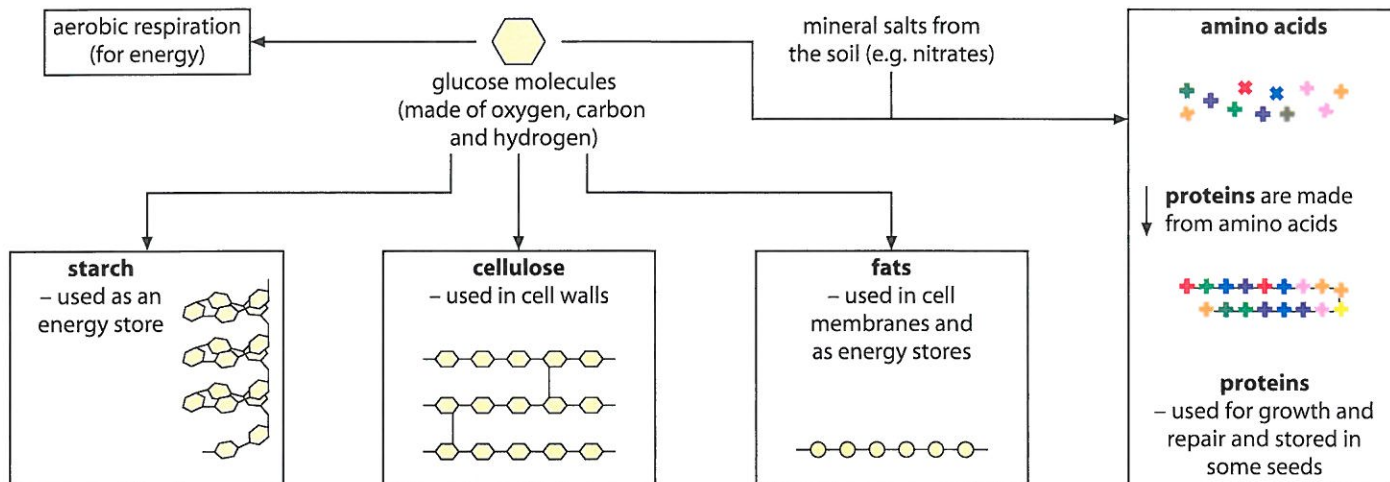 aerobic respiration
(for energy)
glucose molecules
(made of oxygen, carbon
and hydrogen)
mineral salts from
the soil (e.g. nitrates)
amino acids
proteins are made
from amino acids
proteins
– used for growth and
repair and stored in
some seeds
starch
– used as an
energy store
cellulose
– used in cell walls
fats
– used in cell
membranes and
as energy stores